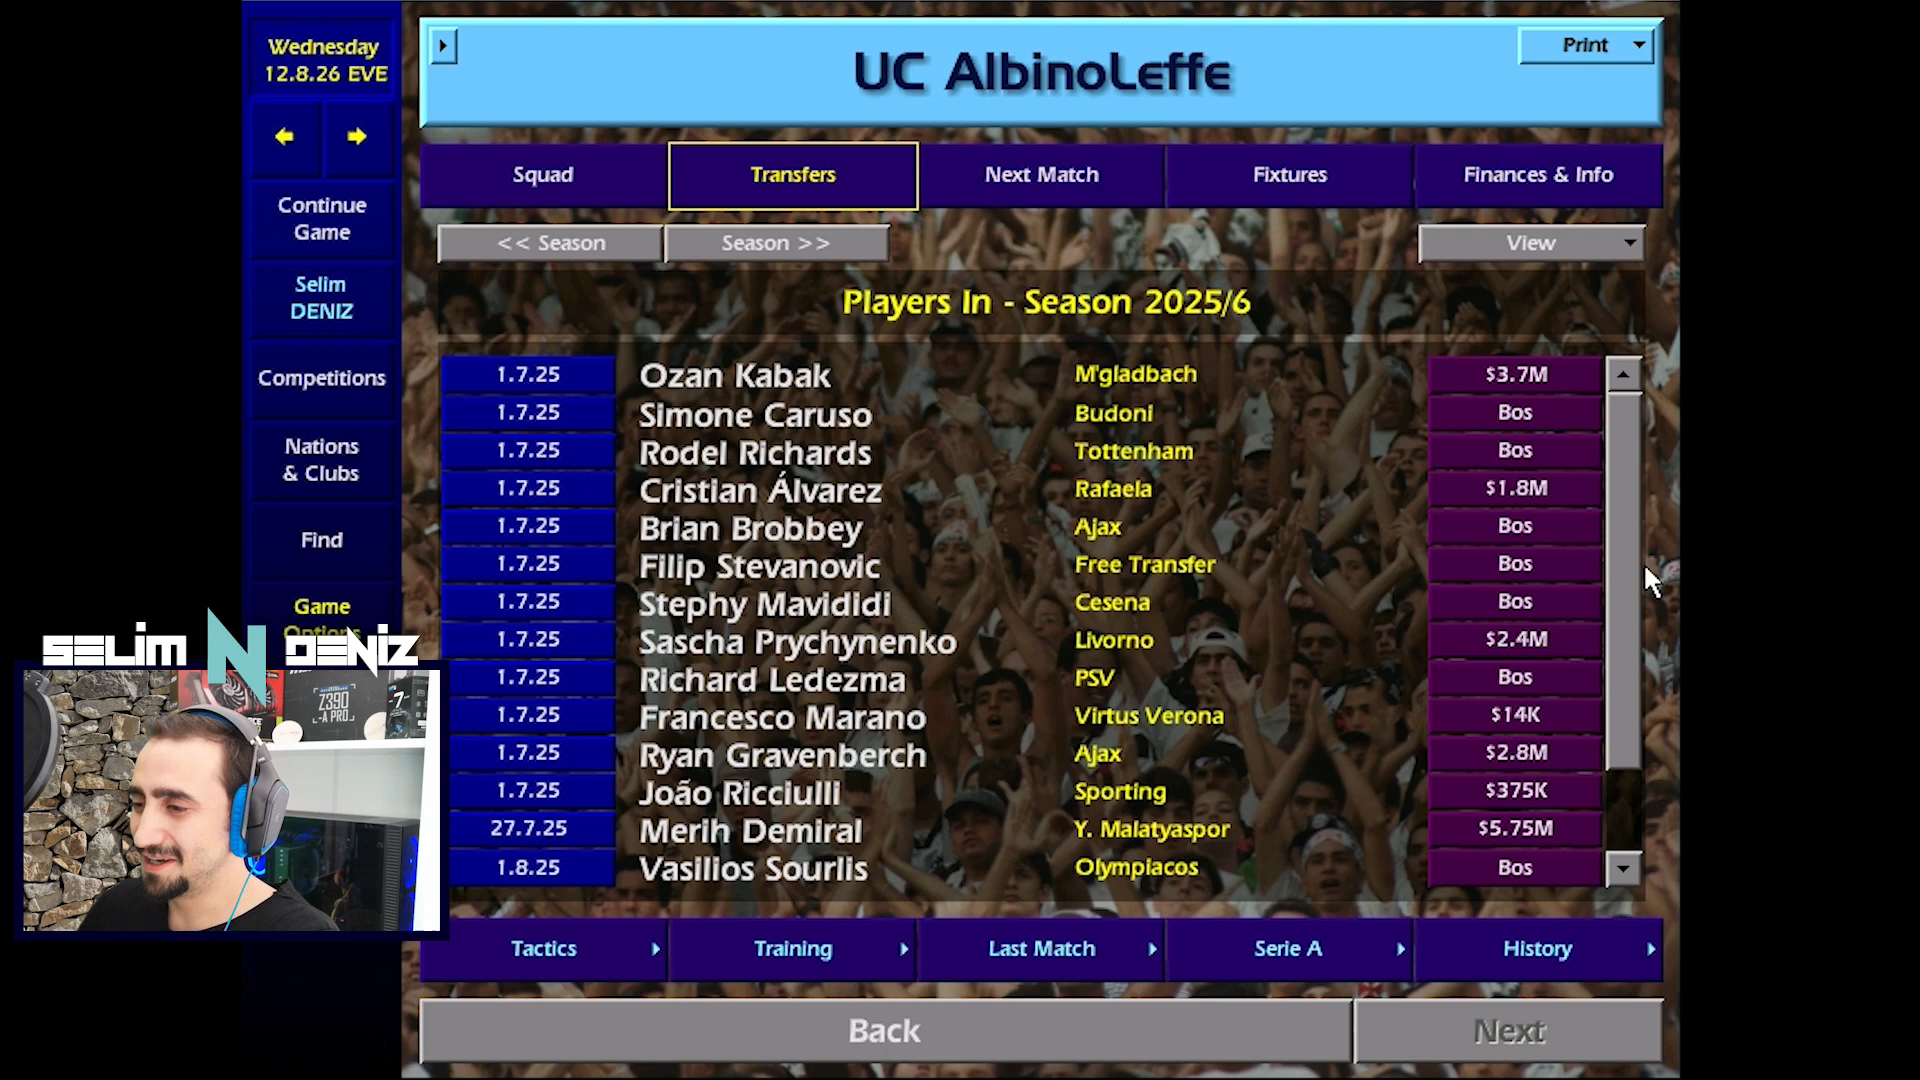 Wednesday
12.8.26 EVE
Continue
Game
Selim
DENIZ
Competitions
Nations
& Clubs
Find
Game
Options
SELIM N DENIZ
Z390
-A PRO
UC AlbinoLeffe
Print
Squad
Transfers
Next Match
Fixtures
Finances & Info
<< Season
Season >>
View
Players In - Season 2025/6
1.7.25 Ozan Kabak M'gladbach $3.7M
1.7.25 Simone Caruso Budoni Bos
1.7.25 Rodel Richards Tottenham Bos
1.7.25 Cristian Álvarez Rafaela $1.8M
1.7.25 Brian Brobbey Ajax Bos
1.7.25 Filip Stevanovic Free Transfer Bos
1.7.25 Stephy Mavididi Cesena Bos
1.7.25 Sascha Prychynenko Livorno $2.4M
1.7.25 Richard Ledezma PSV Bos
1.7.25 Francesco Marano Virtus Verona $14K
1.7.25 Ryan Gravenberch Ajax $2.8M
1.7.25 João Ricciulli Sporting $375K
27.7.25 Merih Demiral Y. Malatyaspor $5.75M
1.8.25 Vasilios Sourlis Olympiacos Bos
Tactics
Training
Last Match
Serie A
History
Back
Next